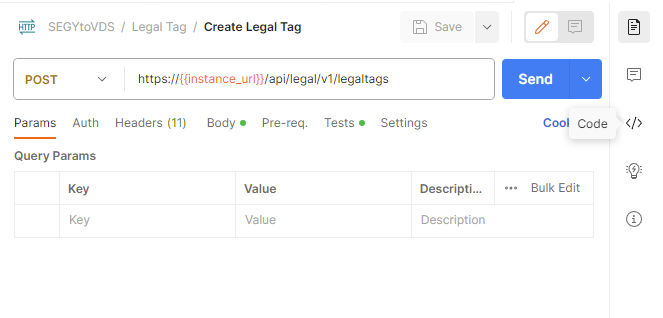 HTTP SEGYtoVDS / Legal Tag / Create Legal Tag Save
POST https://{{instance_url}}/api/legal/v1/legaltags Send
Params Auth Headers (11) Body Pre-req. Tests Settings Cook Code </>
Query Params
Key Value Descripti... ••• Bulk Edit
Key Value Description